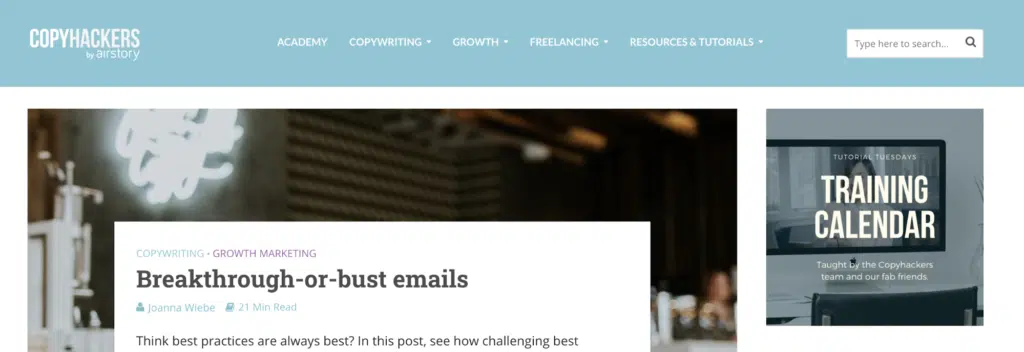 COPYHACKERS
by airstory
ACADEMY COPYWRITING GROWTH FREELANCING RESOURCES & TUTORIALS
Type here to search...
TUTORIAL TUESDAYS
TRAINING
CALENDAR
Taught by the Copyhackers
team and our fab friends.
COPYWRITING • GROWTH MARKETING
Breakthrough-or-bust emails
Joanna Wiebe 21 Min Read
Think best practices are always best? In this post, see how challenging best